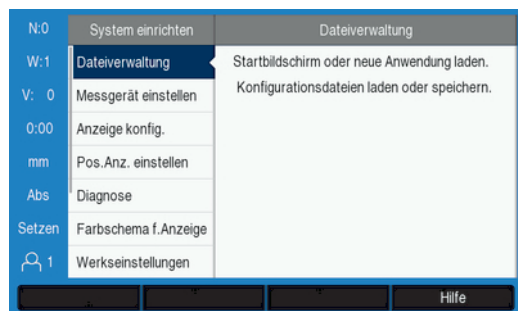 N:0
W:1
V: 0
0:00
mm
Abs
Setzen
1
System einrichten
Dateiverwaltung
Messgerät einstellen
Anzeige konfig.
Pos.Anz. einstellen
Diagnose
Farbschema f.Anzeige
Werkseinstellungen
Dateiverwaltung
Startbildschirm oder neue Anwendung laden.
Konfigurationsdateien laden oder speichern.
Hilfe